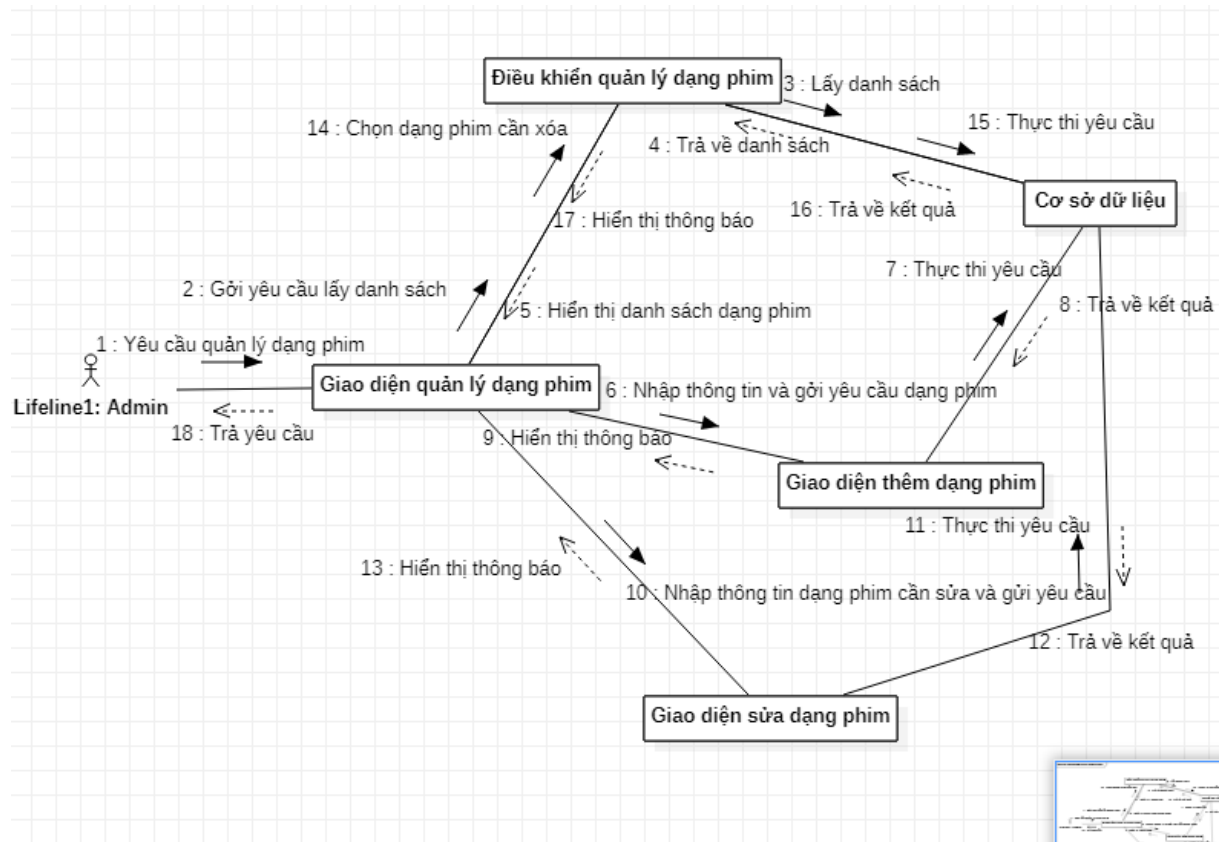 Điều khiển quản lý dạng phim
3 : Lấy danh sách
14 : Chọn dạng phim cần xóa
15 : Thực thi yêu cầu
4 : Trả về danh sách
Cơ sở dữ liệu
16 : Trả về kết quả
17 : Hiển thị thông báo
7 : Thực thi yêu cầu
2 : Gởi yêu cầu lấy danh sách
8 : Trả về kết quả
5 : Hiển thị danh sách dạng phim
1 : Yêu cầu quản lý dạng phim
Giao diện quản lý dạng phim
6 : Nhập thông tin và gởi yêu cầu dạng phim
Lifeline1: Admin
18 : Trả yêu cầu
9 : Hiển thị thông báo
Giao diện thêm dạng phim
11 : Thực thi yêu cầu
13 : Hiển thị thông báo
10 : Nhập thông tin dạng phim cần sửa và gửi yêu cầu
12 : Trả về kết quả
Giao diện sửa dạng phim